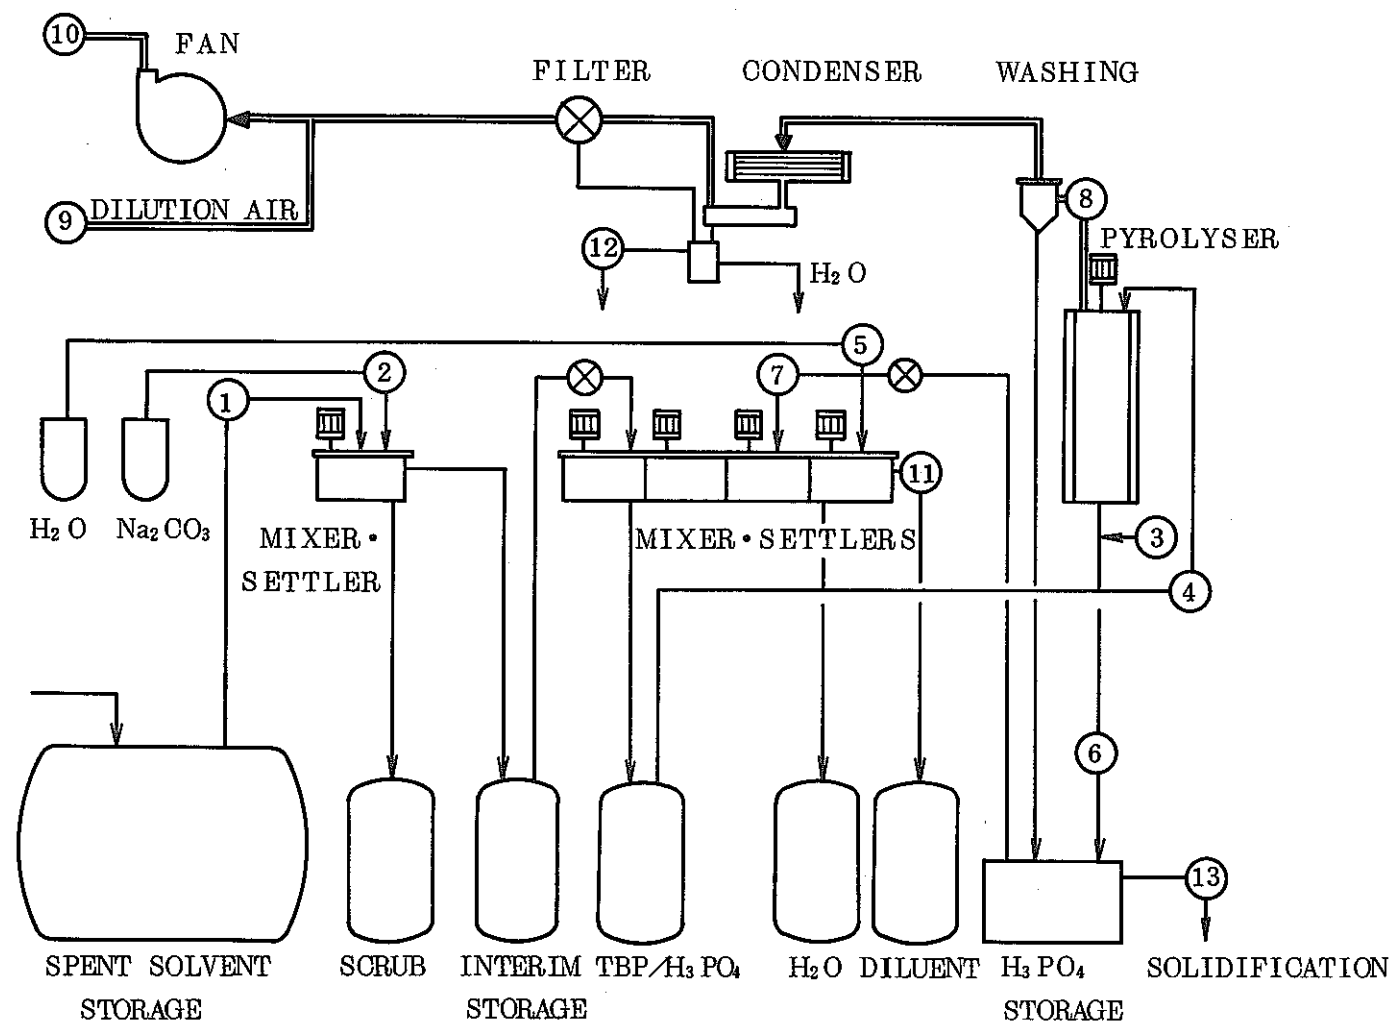 10
FAN
FILTER
CONDENSER
WASHING
9
DILUTION AIR
8
PYROLYSER
12
H₂O
5
2
7
1
11
H₂O
Na₂CO₃
MIXER・
SETTLER
MIXER・SETTLERS
3
4
6
13
SPENT SOLVENT
STORAGE
SCRUB
INTERIM
STORAGE
TBP/H₃PO₄
H₂O
DILUENT
H₃PO₄
STORAGE
SOLIDIFICATION